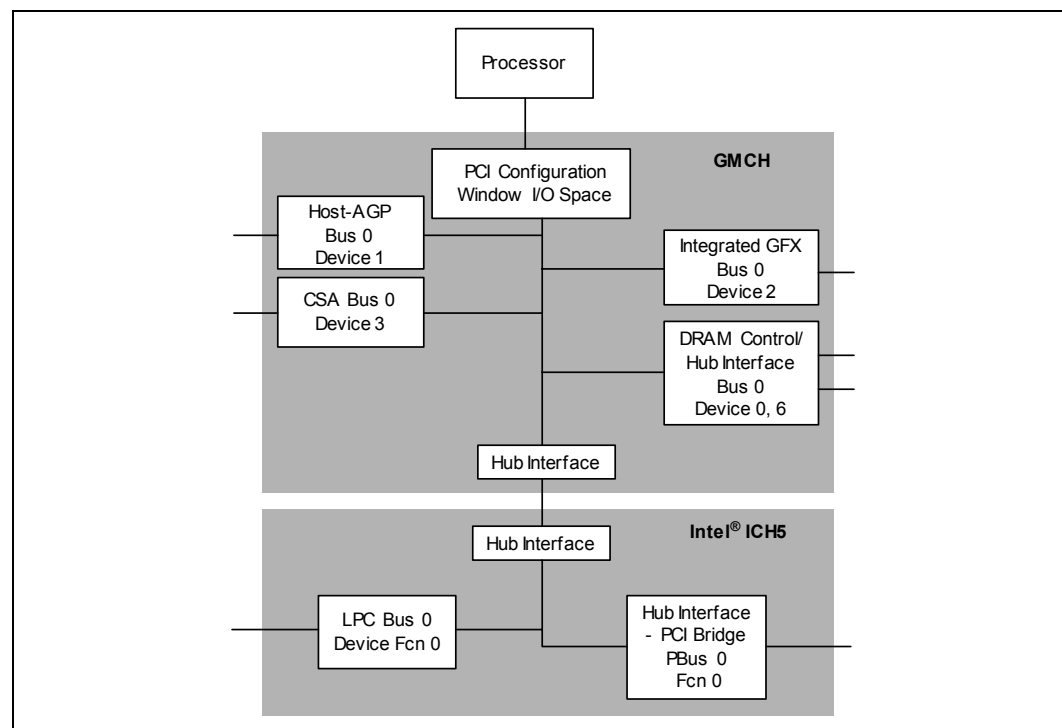 Processor
GMCH
PCI Configuration
Window I/O Space
Host-AGP
Bus 0
Device 1
Integrated GFX
Bus 0
Device 2
CSA Bus 0
Device 3
DRAM Control/
Hub Interface
Bus 0
Device 0, 6
Hub Interface
Intel® ICH5
Hub Interface
LPC Bus 0
Device Fcn 0
Hub Interface
- PCI Bridge
PBus 0
Fcn 0